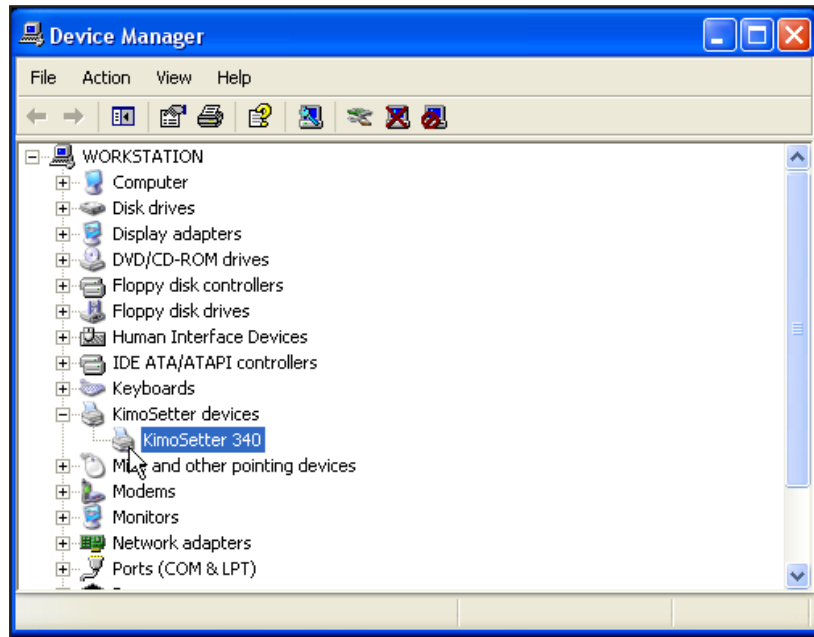 Device Manager
File Action View Help
WORKSTATION
Computer
Disk drives
Display adapters
DVD/CD-ROM drives
Floppy disk controllers
Floppy disk drives
Human Interface Devices
IDE ATA/ATAPI controllers
Keyboards
KimoSetter devices
KimoSetter 340
and other pointing devices
Modems
Monitors
Network adapters
Ports (COM & LPT)